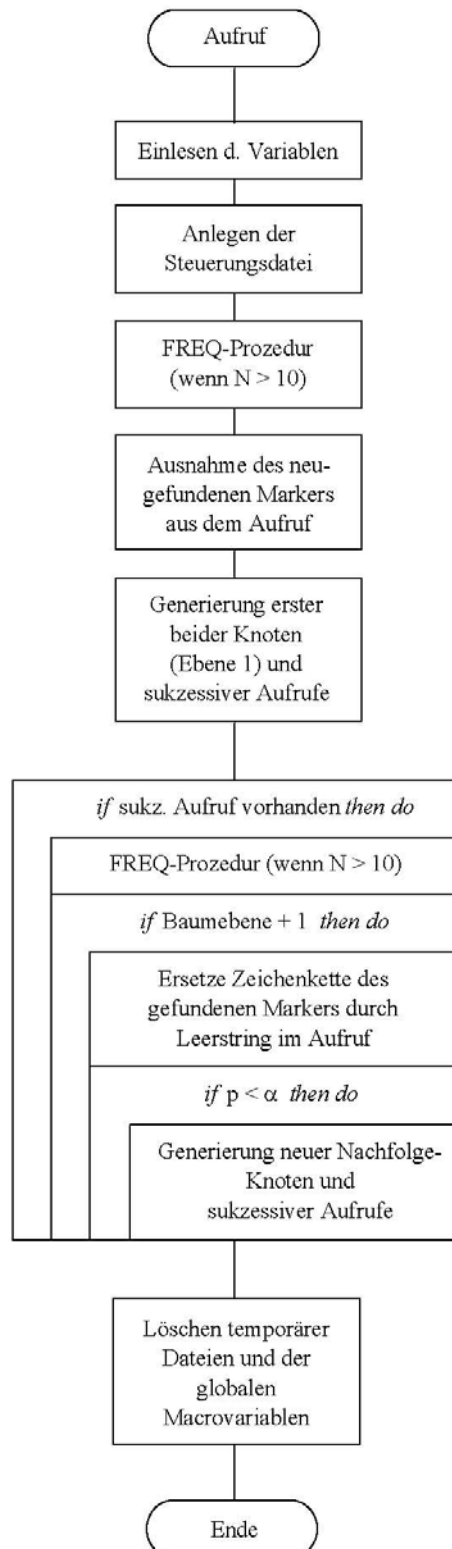 Aufruf
Einlesen d. Variablen
Anlegen der
Steuerungsdatei
FREQ-Prozedur
(wenn N > 10)
Ausnahme des neu-
gefundenen Markers
aus dem Aufruf
Generierung erster
beider Knoten
(Ebene 1) und
sukzessiver Aufrufe
if sukz. Aufruf vorhanden then do
FREQ-Prozedur (wenn N > 10)
if Baumebene + 1 then do
Ersetze Zeichenkette des
gefundenen Markers durch
Leerstring im Aufruf
if p < α then do
Generierung neuer Nachfolge-
Knoten und
sukzessiver Aufrufe
Löschen temporärer
Dateien und der
globalen
Macrovariablen
Ende